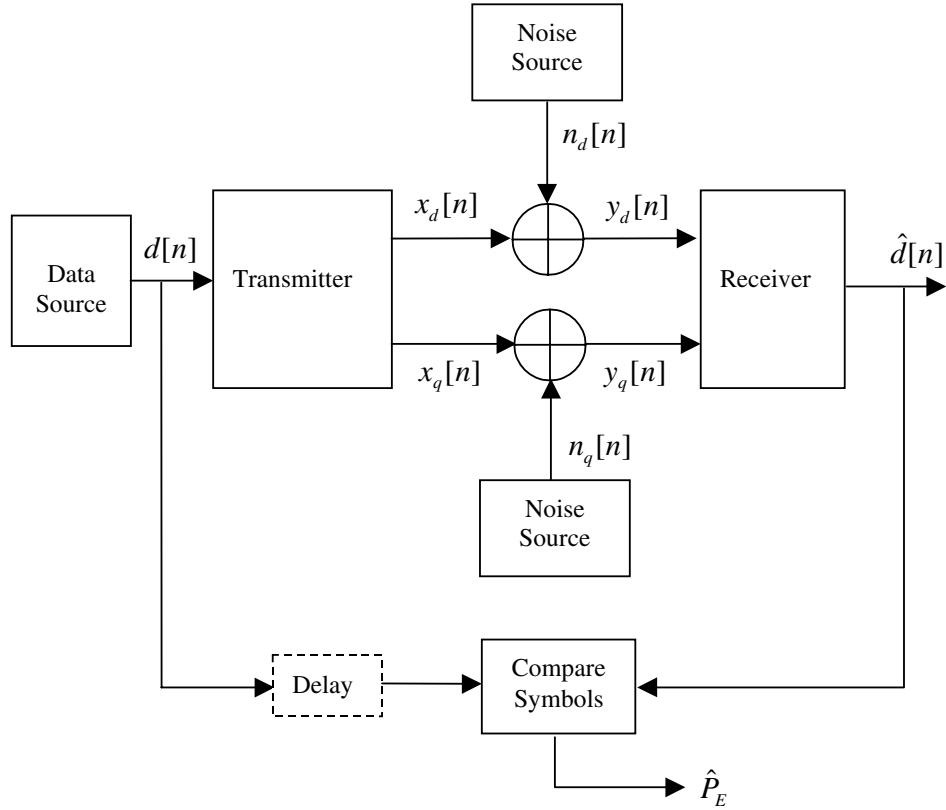 Noise
Source
n_d[n]
x_d[n]
y_d[n]
d[n]
d̂[n]
Data
Source
Transmitter
Receiver
x_q[n]
y_q[n]
n_q[n]
Noise
Source
Delay
Compare
Symbols
P̂_E